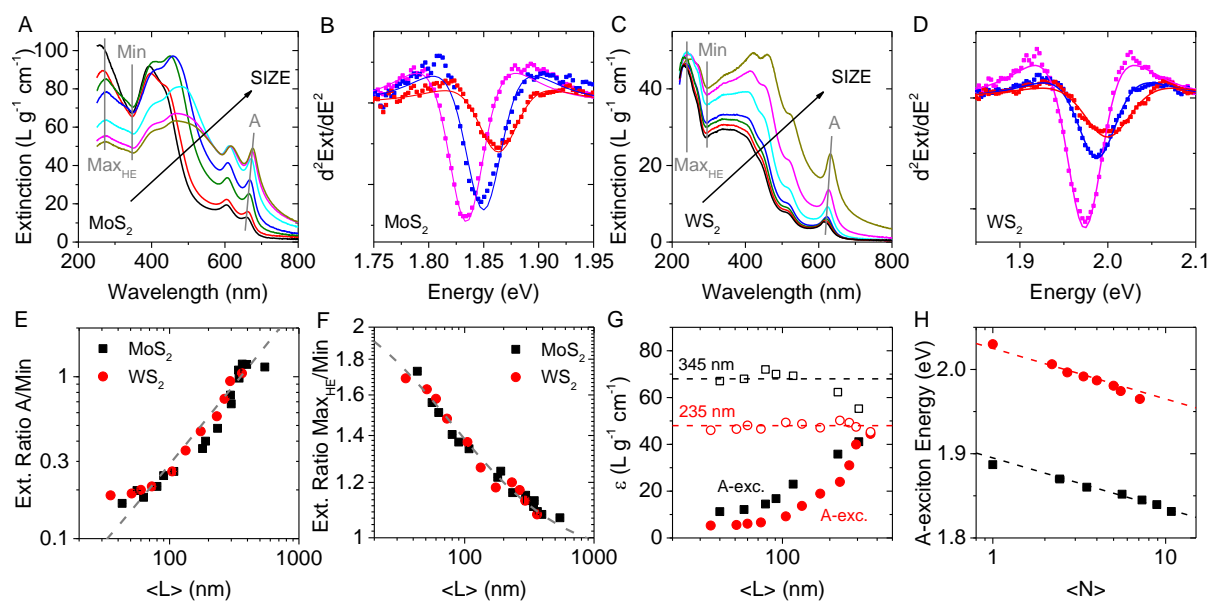 A
Extinction (L g⁻¹ cm⁻¹)
100
80
60
40
20
0
Min
SIZE
A
Max_HE
MoS₂
200 400 600 800
Wavelength (nm)
B
d²Ext/dE²
MoS₂
1.75 1.80 1.85 1.90 1.95
Energy (eV)
C
Extinction (L g⁻¹ cm⁻¹)
40
20
0
Min
SIZE
A
Max_HE
WS₂
200 400 600 800
Wavelength (nm)
D
d²Ext/dE²
WS₂
1.9 2.0 2.1
Energy (eV)
E
Ext. Ratio A/Min
1
0.3
0.1
MoS₂
WS₂
100 1000
<L> (nm)
F
Ext. Ratio Max_HE/Min
2
1.8
1.6
1.4
1.2
1
MoS₂
WS₂
100 1000
<L> (nm)
G
ε (L g⁻¹ cm⁻¹)
80
60
40
20
0
345 nm
235 nm
A-exc.
A-exc.
100
<L> (nm)
H
A-exciton Energy (eV)
2.0
1.9
1.8
1 10
<N>